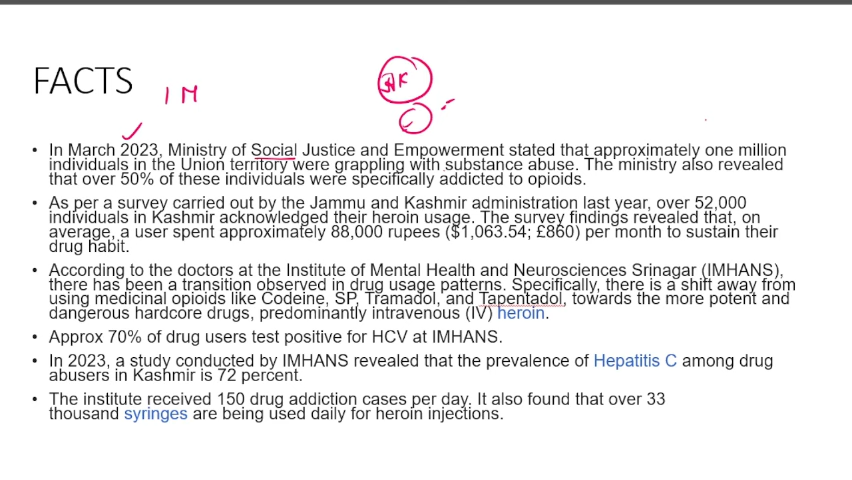 FACTS
1 M
JK
• In March 2023, Ministry of Social Justice and Empowerment stated that approximately one million
individuals in the Union territory were grappling with substance abuse. The ministry also revealed
that over 50% of these individuals were specifically addicted to opioids.
• As per a survey carried out by the Jammu and Kashmir administration last year, over 52,000
individuals in Kashmir acknowledged their heroin usage. The survey findings revealed that, on
average, a user spent approximately 88,000 rupees ($1,063.54; £860) per month to sustain their
drug habit.
• According to the doctors at the Institute of Mental Health and Neurosciences Srinagar (IMHANS),
there has been a transition observed in drug usage patterns. Specifically, there is a shift away from
using medicinal opioids like Codeine, SP, Tramadol, and Tapentadol, towards the more potent and
dangerous hardcore drugs, predominantly intravenous (IV) heroin.
• Approx 70% of drug users test positive for HCV at IMHANS.
• In 2023, a study conducted by IMHANS revealed that the prevalence of Hepatitis C among drug
abusers in Kashmir is 72 percent.
• The institute received 150 drug addiction cases per day. It also found that over 33
thousand syringes are being used daily for heroin injections.